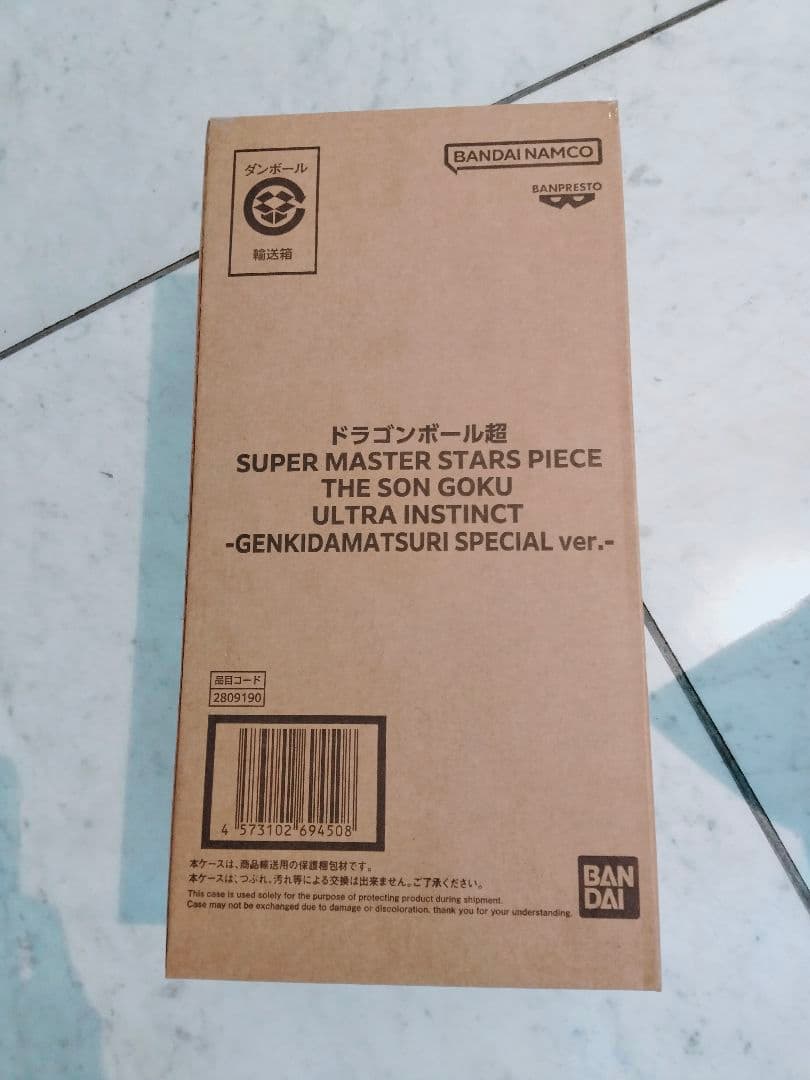 ダンボール
輸送箱
BANDAI NAMCO
BANPRESTO
ドラゴンボール超
SUPER MASTER STARS PIECE
THE SON GOKU
ULTRA INSTINCT
-GENKIDAMATSURI SPECIAL ver.-
品目コード
2809190
4 573102 694508
本ケースは、商品輸送用の保護梱包材です。
本ケースは、つぶれ、汚れ等による交換は出来ません。ご了承ください。
This case is used solely for the purpose of protecting product during shipment.
Case may not be exchanged due to damage or discoloration. thank you for your understanding.
BAN
DAI